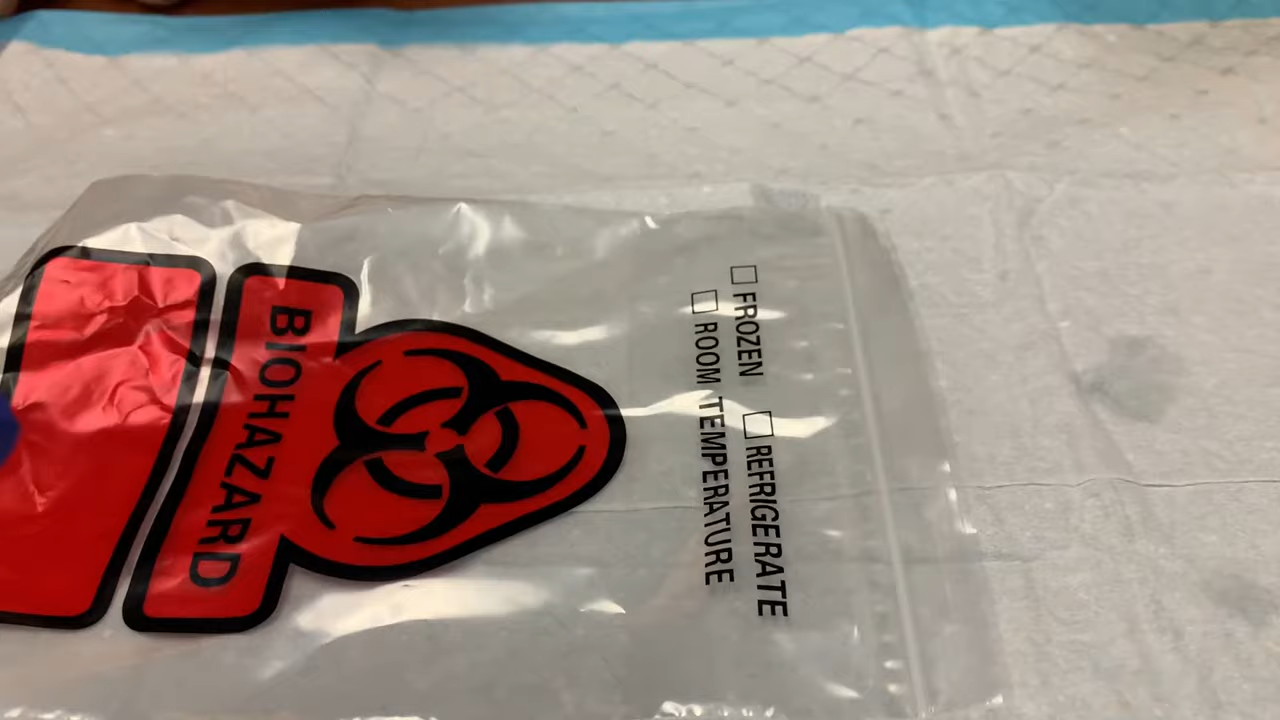 ☐ FROZEN ☐ REFRIGERATE
☐ ROOM TEMPERATURE
BIOHAZARD